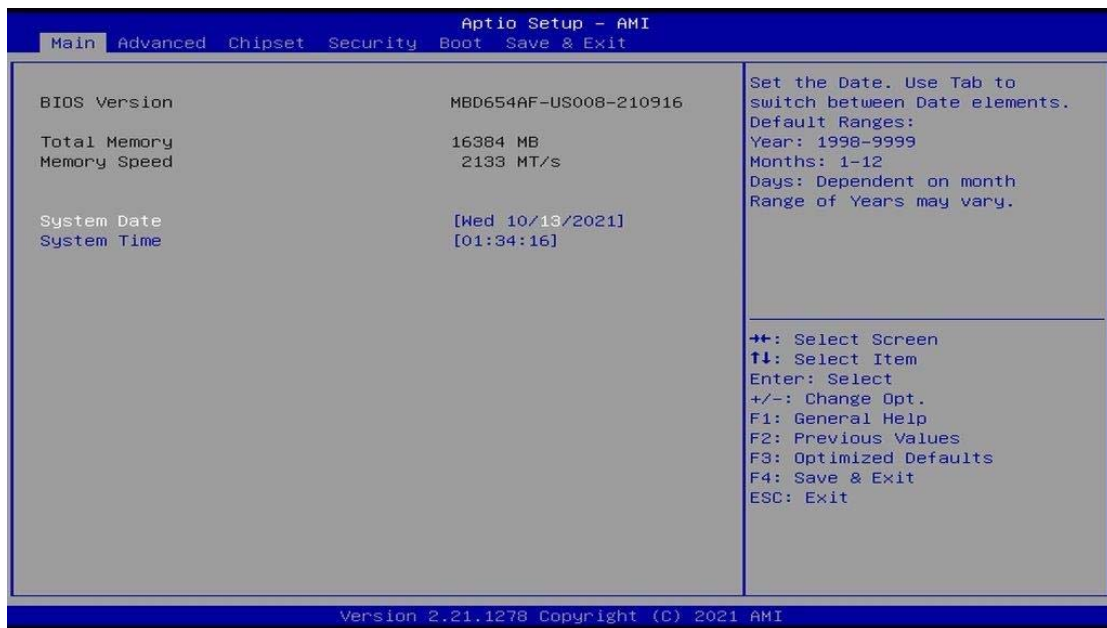 Aptio Setup – AMI
Main Advanced Chipset Security Boot Save & Exit
BIOS Version MBD654AF-US008-210916
Total Memory 16384 MB
Memory Speed 2133 MT/s
System Date [Wed 10/13/2021]
System Time [01:34:16]
Set the Date. Use Tab to
switch between Date elements.
Default Ranges:
Year: 1998-9999
Months: 1-12
Days: Dependent on month
Range of Years may vary.
→←: Select Screen
↑↓: Select Item
Enter: Select
+/-: Change Opt.
F1: General Help
F2: Previous Values
F3: Optimized Defaults
F4: Save & Exit
ESC: Exit
Version 2.21.1278 Copyright (C) 2021 AMI